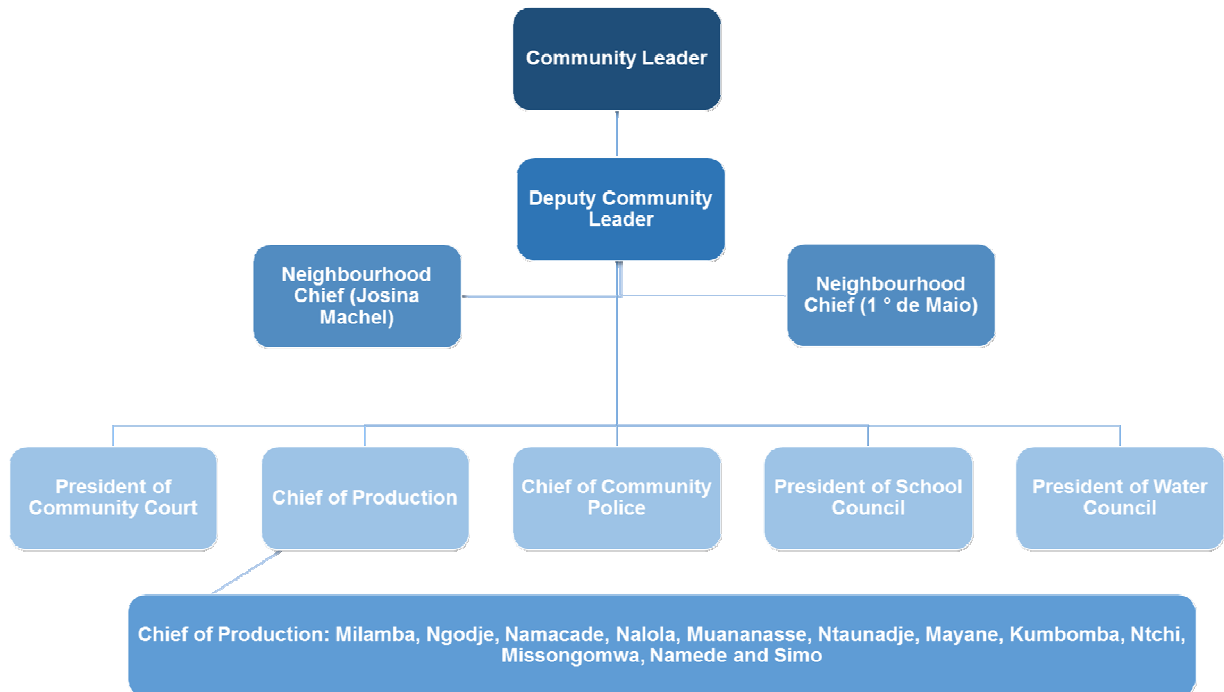 Community Leader
Deputy Community
Leader
Neighbourhood
Chief (Josina
Machel)
Neighbourhood
Chief (1 ° de Maio)
President of
Community Court
Chief of Production
Chief of Community
Police
President of School
Council
President of Water
Council
Chief of Production: Milamba, Ngodje, Namacade, Nalola, Muananasse, Ntaunadje, Mayane, Kumbomba, Ntchi,
Missongomwa, Namede and Simo